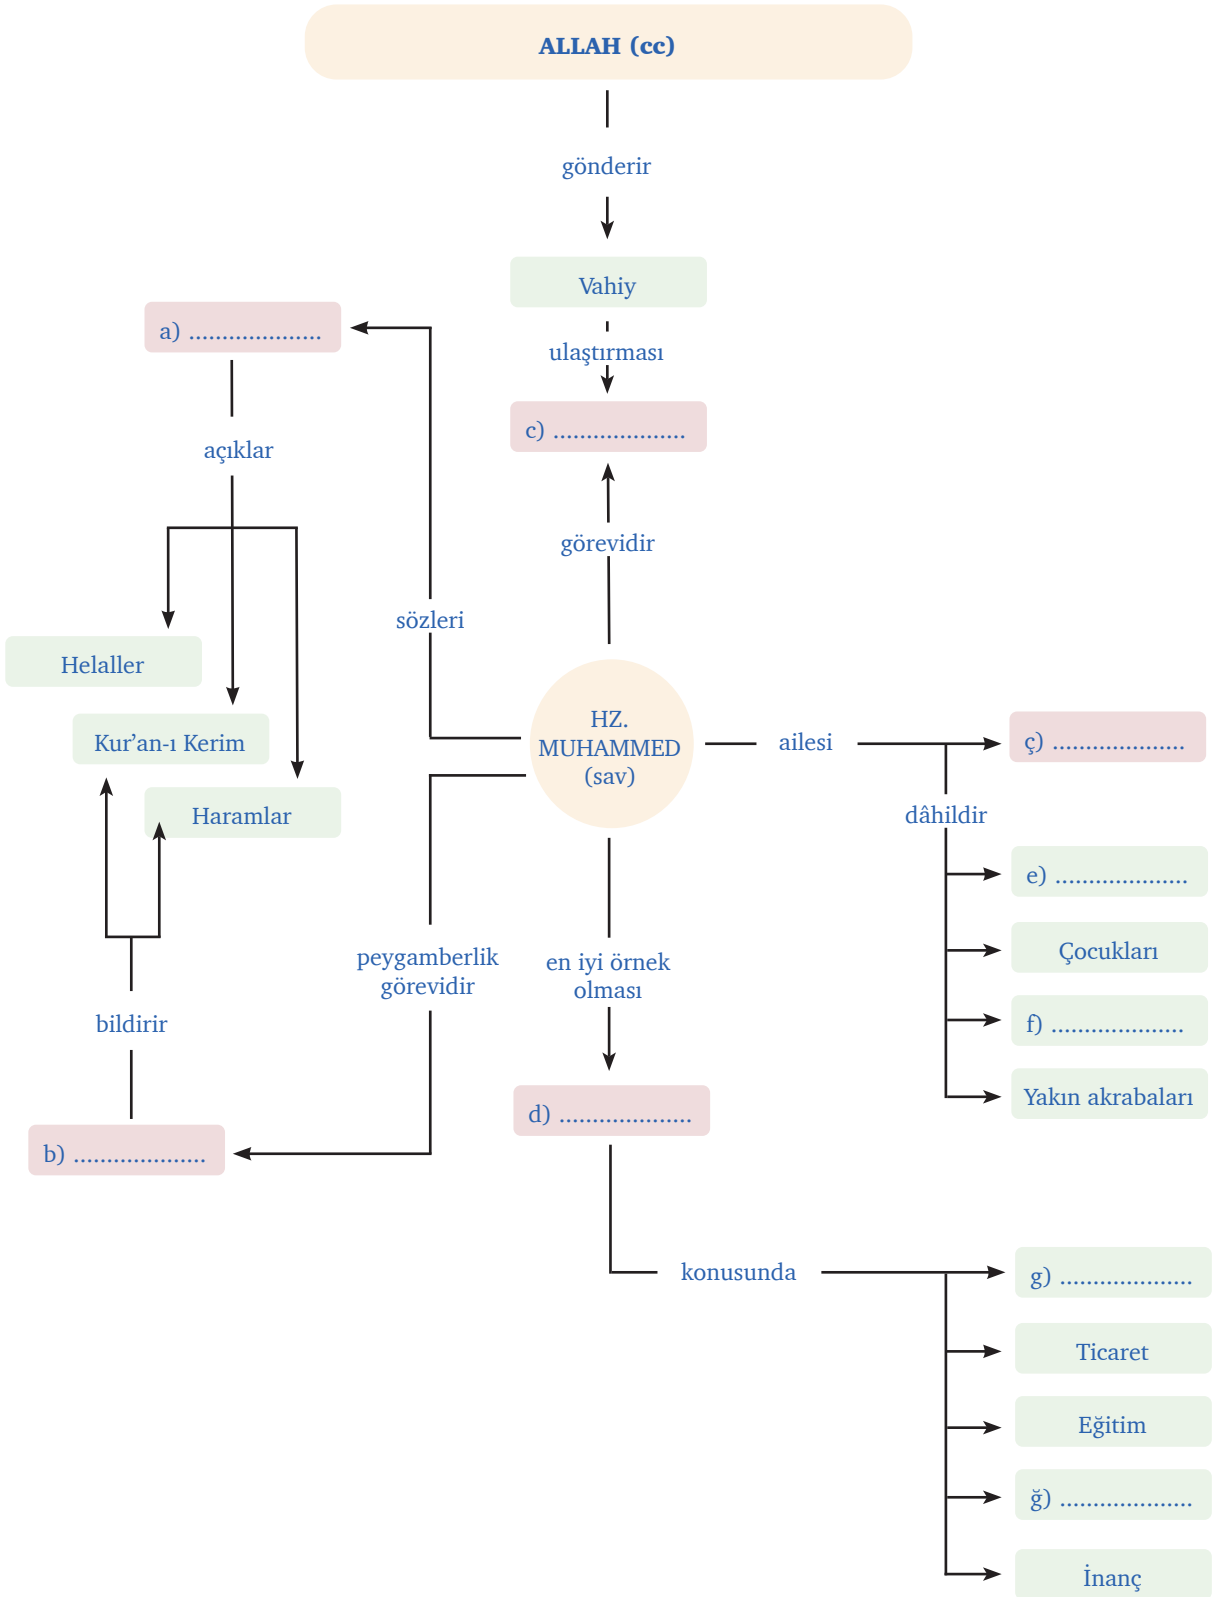 ALLAH (cc)
gönderir
Vahiy
ulaştırması
a) ....................
c) ....................
açıklar
görevidir
sözleri
Helaller
Kur’an-ı Kerim
Haramlar
HZ.
MUHAMMED
(sav)
ailesi
ç) ....................
dâhildir
e) ....................
Çocukları
f) ....................
Yakın akrabaları
peygamberlik
görevidir
en iyi örnek
olması
bildirir
b) ....................
d) ....................
konusunda
g) ....................
Ticaret
Eğitim
ğ) ....................
İnanç